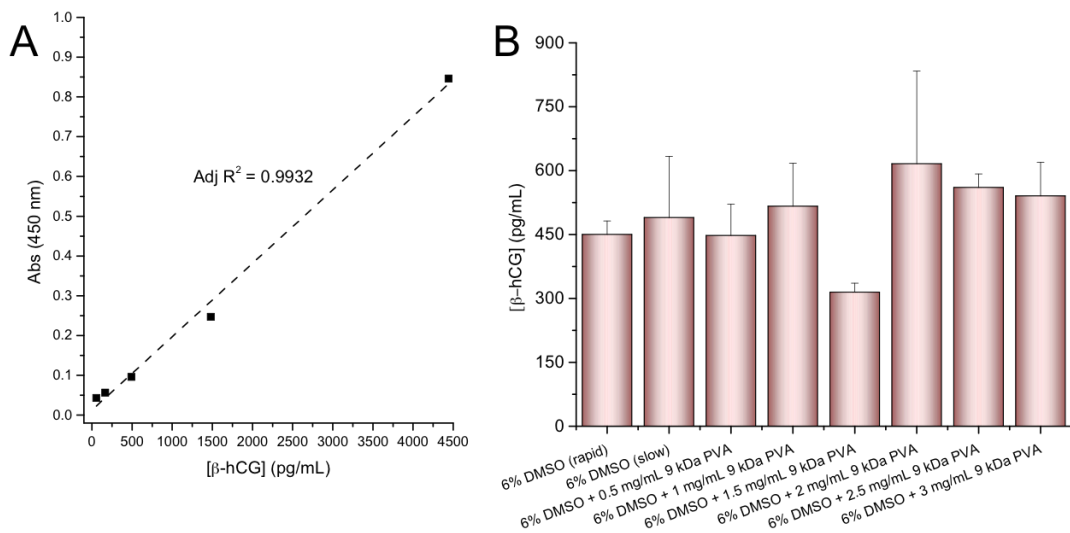 A
1.0
0.9
0.8
0.7
0.6
0.5
0.4
0.3
0.2
0.1
0.0
Abs (450 nm)
Adj R² = 0.9932
0 500 1000 1500 2000 2500 3000 3500 4000 4500
[β-hCG] (pg/mL)
B
900
750
600
450
300
150
0
[β–hCG] (pg/mL)
6% DMSO (rapid)
6% DMSO (slow)
6% DMSO + 0.5 mg/mL 9 kDa PVA
6% DMSO + 1 mg/mL 9 kDa PVA
6% DMSO + 1.5 mg/mL 9 kDa PVA
6% DMSO + 2 mg/mL 9 kDa PVA
6% DMSO + 2.5 mg/mL 9 kDa PVA
6% DMSO + 3 mg/mL 9 kDa PVA